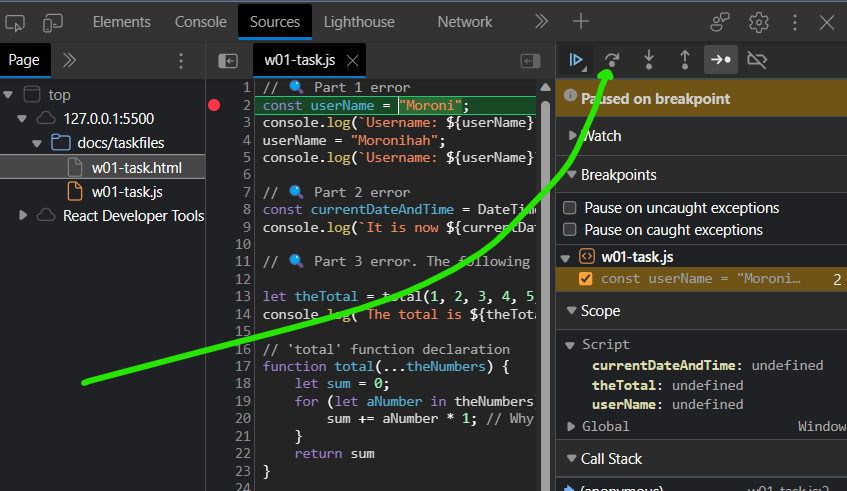 Elements Console Sources Lighthouse Network
Page
w01-task.js
top
127.0.0.1:5500
docs/taskfiles
w01-task.html
w01-task.js
React Developer Tools
1 // 🔍 Part 1 error
2 const userName = "Moroni";
3 console.log(`Username: ${userName}
4 userName = "Moronihah";
5 console.log(`Username: ${userName}
6
7 // 🔍 Part 2 error
8 const currentDateAndTime = DateTim
9 console.log(`It is now ${currentDa
10
11 // 🔍 Part 3 error. The following
12
13 let theTotal = total(1, 2, 3, 4, 5,
14 console.log(`The total is ${theTota
15
16 // 'total' function declaration
17 function total(...theNumbers) {
18 let sum = 0;
19 for (let aNumber in theNumbers
20 sum += aNumber * 1; // Why
21 }
22 return sum
23 }
24
Paused on breakpoint
Watch
Breakpoints
Pause on uncaught exceptions
Pause on caught exceptions
w01-task.js
const userName = "Moroni… 2
Scope
Script
currentDateAndTime: undefined
theTotal: undefined
userName: undefined
Global Window
Call Stack
(anonymous) w01-task.js:2